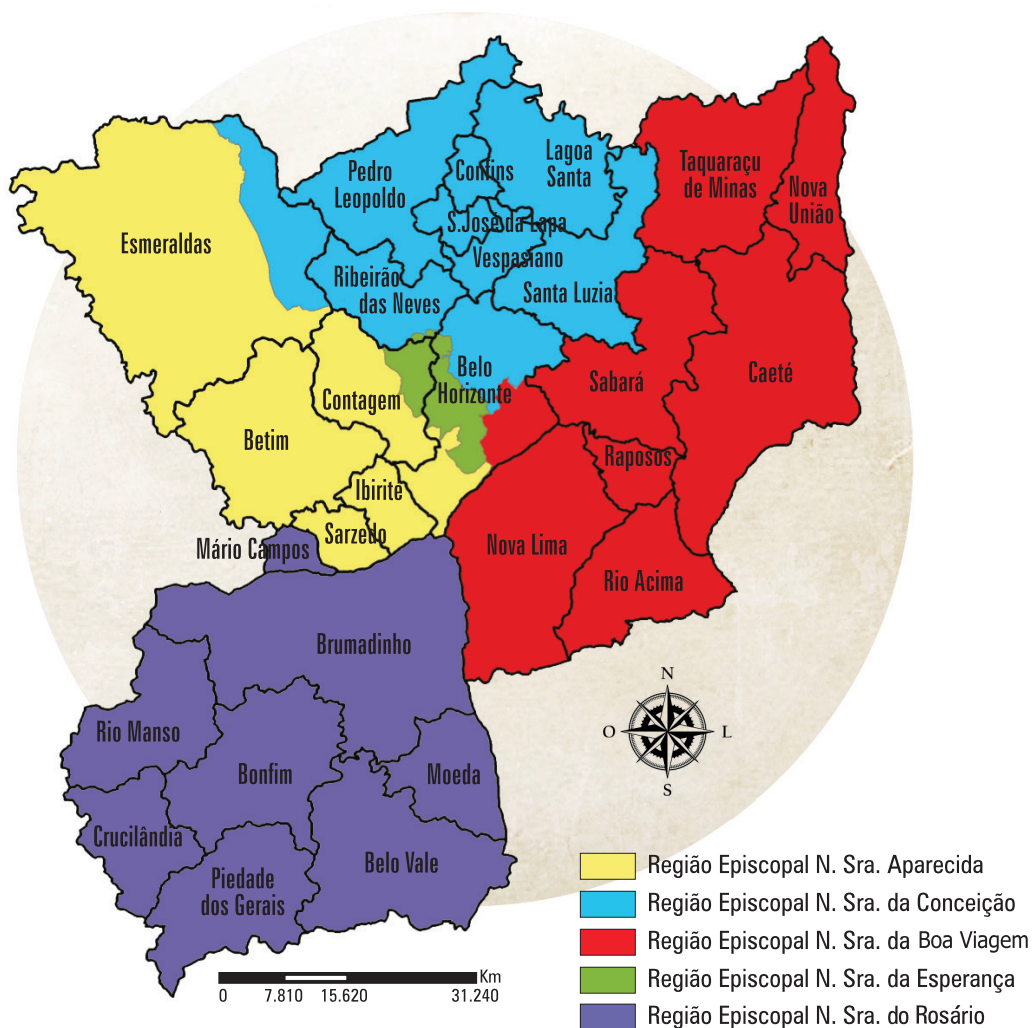 Esmeraldas
Pedro
Leopoldo
Confins
Lagoa
Santa
Taquaraçu
de Minas
Nova
União
S.José da Lapa
Vespasiano
Ribeirão
das Neves
Santa Luzia
Belo
Horizonte
Contagem
Betim
Sabará
Caeté
Ibirité
Raposos
Sarzedo
Mário Campos
Nova Lima
Rio Acima
Brumadinho
Rio Manso
Bonfim
Moeda
Crucilândia
Piedade
dos Gerais
Belo Vale
N
O L
S
Região Episcopal N. Sra. Aparecida
Região Episcopal N. Sra. da Conceição
Região Episcopal N. Sra. da Boa Viagem
Região Episcopal N. Sra. da Esperança
Região Episcopal N. Sra. do Rosário
Km
0 7.810 15.620 31.240